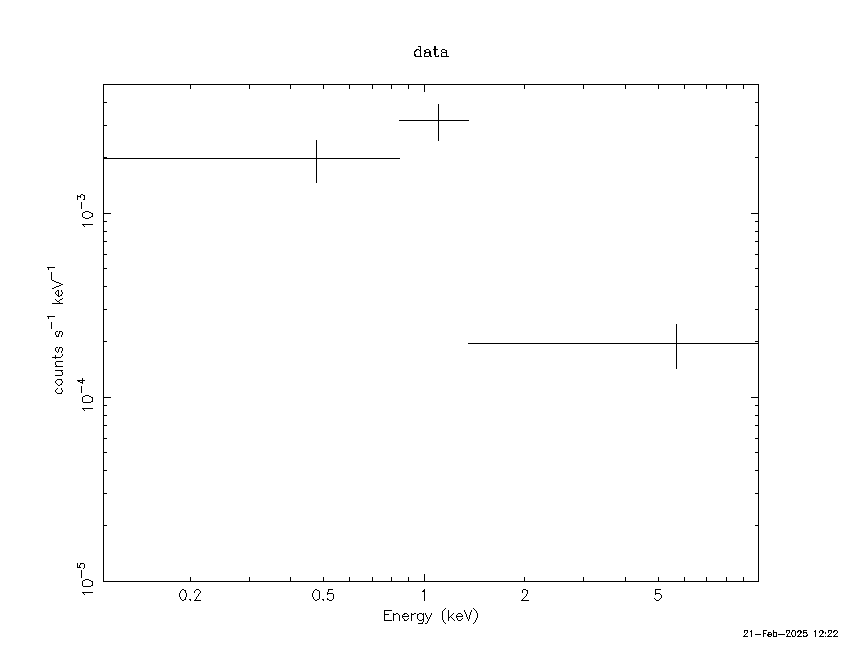 data
counts s⁻¹ keV⁻¹
10⁻³
10⁻⁴
10⁻⁵
0.2 0.5 1 2 5
Energy (keV)
21-Feb-2025 12:22